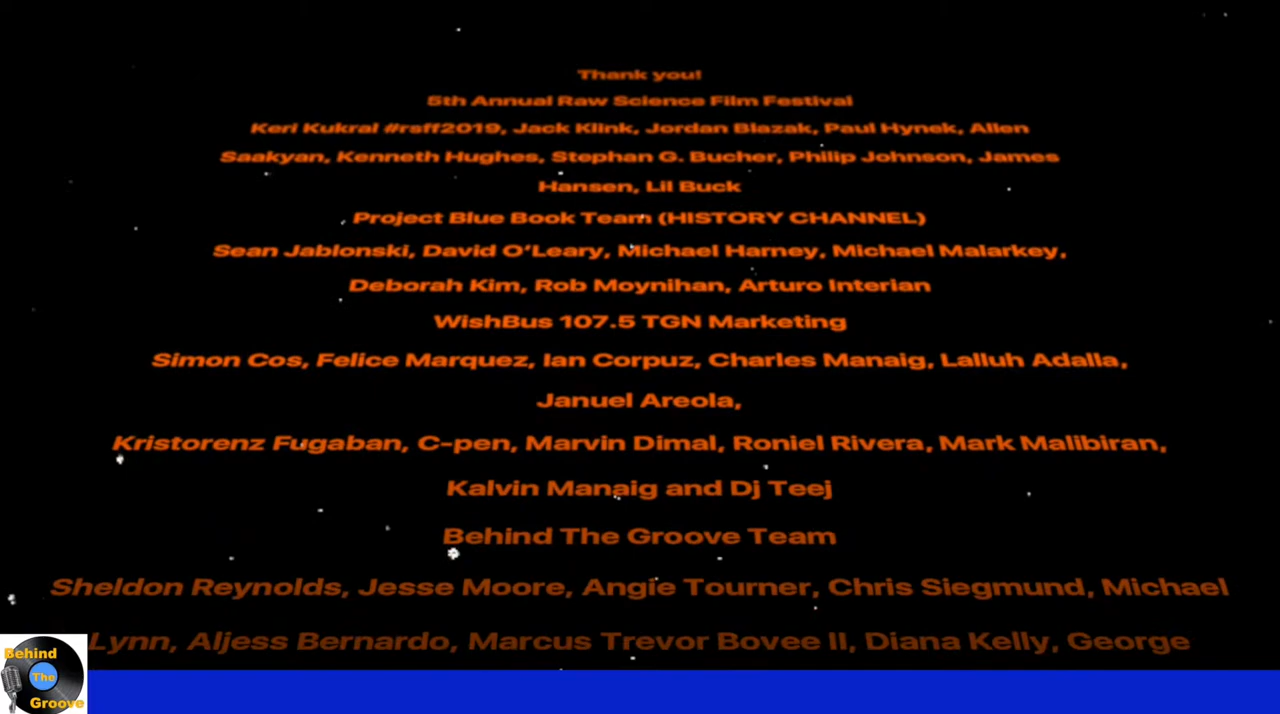 Thank you!
5th Annual Raw Science Film Festival
Keri Kukral #rsff2019, Jack Klink, Jordan Blazak, Paul Hynek, Allen
Saakyan, Kenneth Hughes, Stephan G. Bucher, Philip Johnson, James
Hansen, Lil Buck
Project Blue Book Team (HISTORY CHANNEL)
Sean Jablonski, David O’Leary, Michael Harney, Michael Malarkey,
Deborah Kim, Rob Moynihan, Arturo Interian
WishBus 107.5 TGN Marketing
Simon Cos, Felice Marquez, Ian Corpuz, Charles Manaig, Lalluh Adalla,
Januel Areola,
Kristorenz Fugaban, C-pen, Marvin Dimal, Roniel Rivera, Mark Malibiran,
Kalvin Manaig and Dj Teej
Behind The Groove Team
Sheldon Reynolds, Jesse Moore, Angie Tourner, Chris Siegmund, Michael
Lynn, Aljess Bernardo, Marcus Trevor Bovee II, Diana Kelly, George
Behind
The
Groove